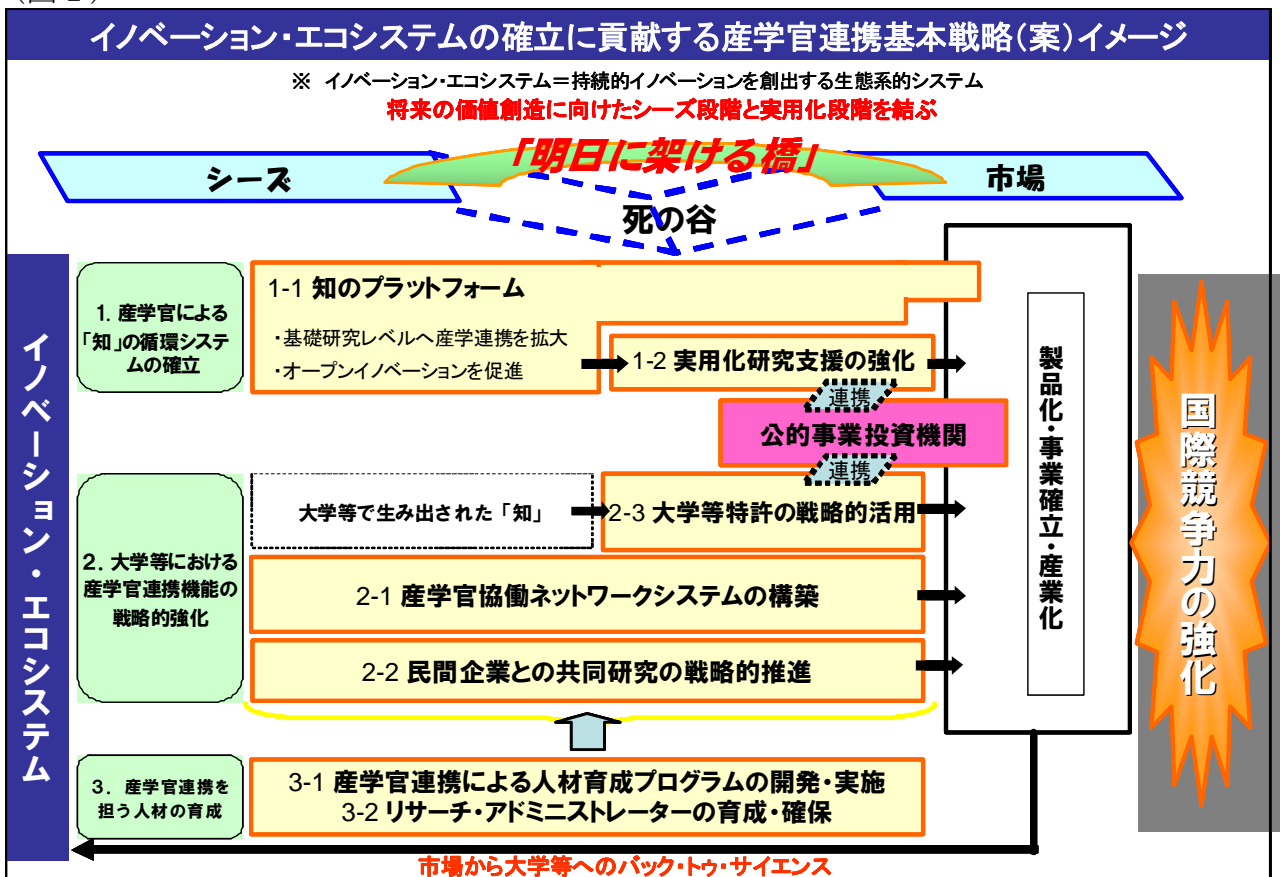 イノベーション・エコシステムの確立に貢献する産学官連携基本戦略(案)イメージ
※ イノベーション・エコシステム＝持続的イノベーションを創出する生態系的システム
将来の価値創造に向けたシーズ段階と実用化段階を結ぶ
「明日に架ける橋」
シーズ
市場
死の谷
イノベーション・エコシステム
1. 産学官による
「知」の循環システ
ムの確立
1-1 知のプラットフォーム
・基礎研究レベルへ産学連携を拡大
・オープンイノベーションを促進
1-2 実用化研究支援の強化
連携
公的事業投資機関
連携
2. 大学等における
産学官連携機能の
戦略的強化
大学等で生み出された「知」
2-3 大学等特許の戦略的活用
2-1 産学官協働ネットワークシステムの構築
2-2 民間企業との共同研究の戦略的推進
3. 産学官連携を
担う人材の育成
3-1 産学官連携による人材育成プログラムの開発・実施
3-2 リサーチ・アドミニストレーターの育成・確保
製品化・事業確立・産業化
国際競争力の強化
市場から大学等へのバック・トゥ・サイエンス